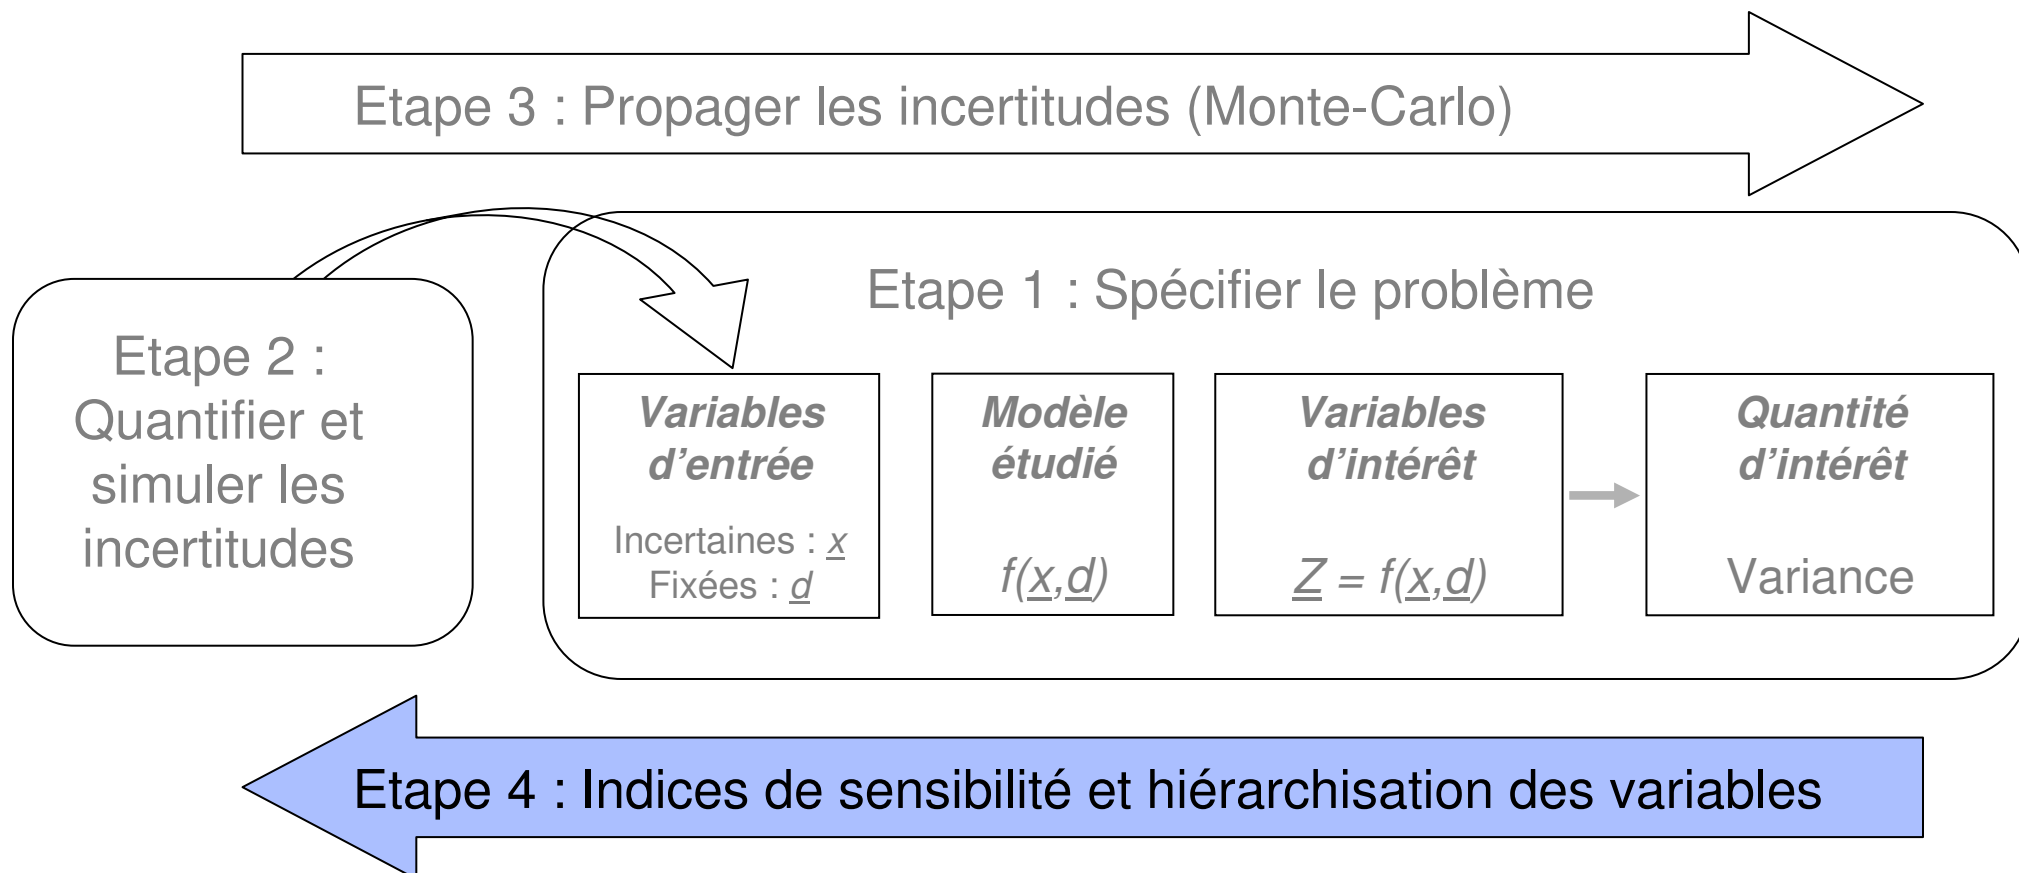 Etape 3 : Propager les incertitudes (Monte-Carlo)
Etape 1 : Spécifier le problème
Etape 2 :
Quantifier et
simuler les
incertitudes
Variables
d’entrée
Incertaines : x
Fixées : d
Modèle
étudié
f(x,d)
Variables
d’intérêt
Z = f(x,d)
Quantité
d’intérêt
Variance
Etape 4 : Indices de sensibilité et hiérarchisation des variables